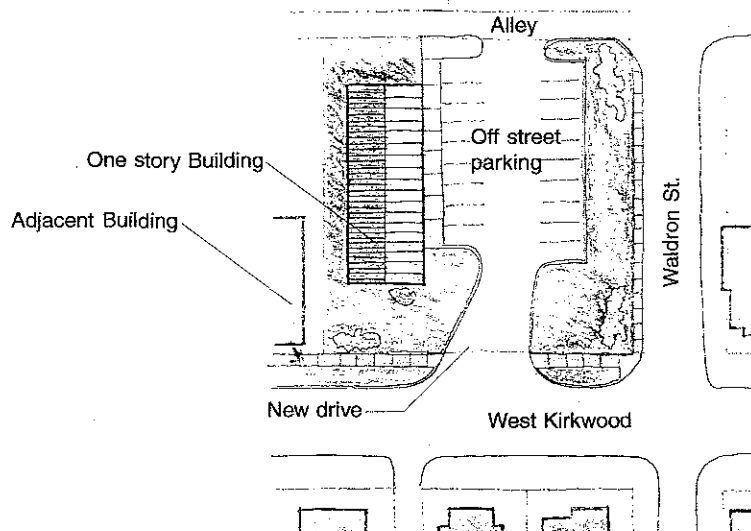 Alley
Off street
parking
One story Building
Adjacent Building
Waldron St.
New drive
West Kirkwood